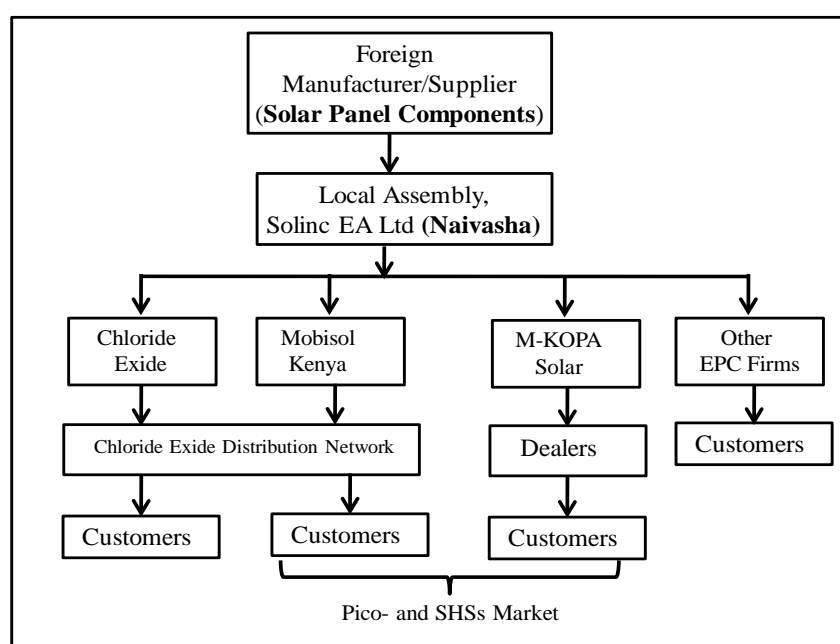 Foreign
Manufacturer/Supplier
(Solar Panel Components)
Local Assembly,
Solinc EA Ltd (Naivasha)
Chloride
Exide
Mobisol
Kenya
M-KOPA
Solar
Other
EPC Firms
Chloride Exide Distribution Network
Dealers
Customers
Customers
Customers
Customers
Pico- and SHSs Market